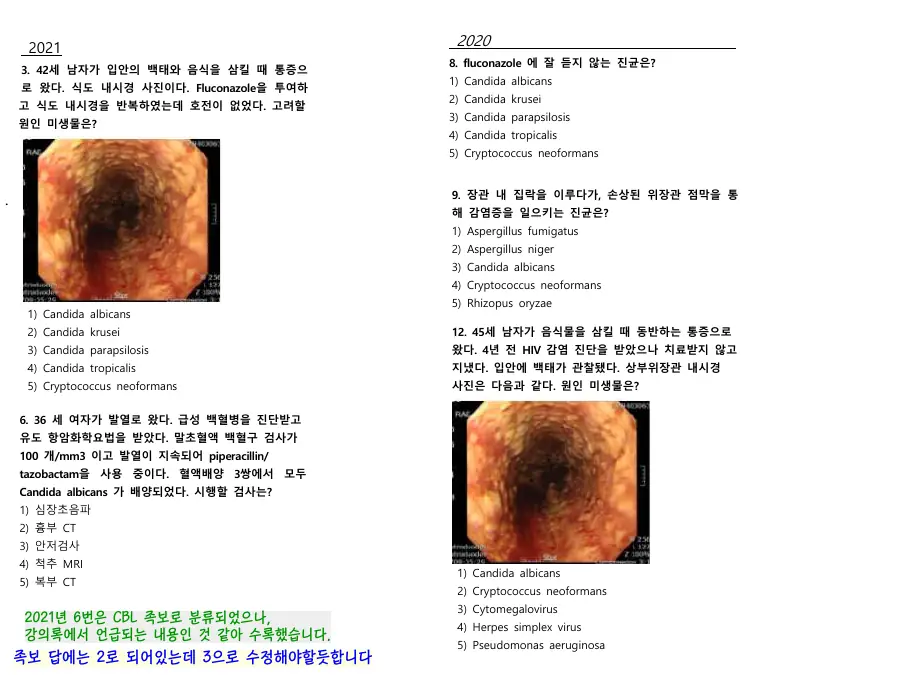 2021
3. 42세 남자가 입안의 백태와 음식을 삼킬 때 통증으
로 왔다. 식도 내시경 사진이다. Fluconazole을 투여하
고 식도 내시경을 반복하였는데 호전이 없었다. 고려할
원인 미생물은?
1) Candida albicans
2) Candida krusei
3) Candida parapsilosis
4) Candida tropicalis
5) Cryptococcus neoformans
6. 36 세 여자가 발열로 왔다. 급성 백혈병을 진단받고
유도 항암화학요법을 받았다. 말초혈액 백혈구 검사가
100 개/mm3 이고 발열이 지속되어 piperacillin/
tazobactam을 사용 중이다. 혈액배양 3쌍에서 모두
Candida albicans 가 배양되었다. 시행할 검사는?
1) 심장초음파
2) 흉부 CT
3) 안저검사
4) 척추 MRI
5) 복부 CT
2021년 6번은 CBL 족보로 분류되었으나,
강의록에서 언급되는 내용인 것 같아 수록했습니다.
족보 답에는 2로 되어있는데 3으로 수정해야할듯합니다
2020
8. fluconazole 에 잘 듣지 않는 진균은?
1) Candida albicans
2) Candida krusei
3) Candida parapsilosis
4) Candida tropicalis
5) Cryptococcus neoformans
9. 장관 내 집락을 이루다가, 손상된 위장관 점막을 통
해 감염증을 일으키는 진균은?
1) Aspergillus fumigatus
2) Aspergillus niger
3) Candida albicans
4) Cryptococcus neoformans
5) Rhizopus oryzae
12. 45세 남자가 음식물을 삼킬 때 동반하는 통증으로
왔다. 4년 전 HIV 감염 진단을 받았으나 치료받지 않고
지냈다. 입안에 백태가 관찰됐다. 상부위장관 내시경
사진은 다음과 같다. 원인 미생물은?
1) Candida albicans
2) Cryptococcus neoformans
3) Cytomegalovirus
4) Herpes simplex virus
5) Pseudomonas aeruginosa